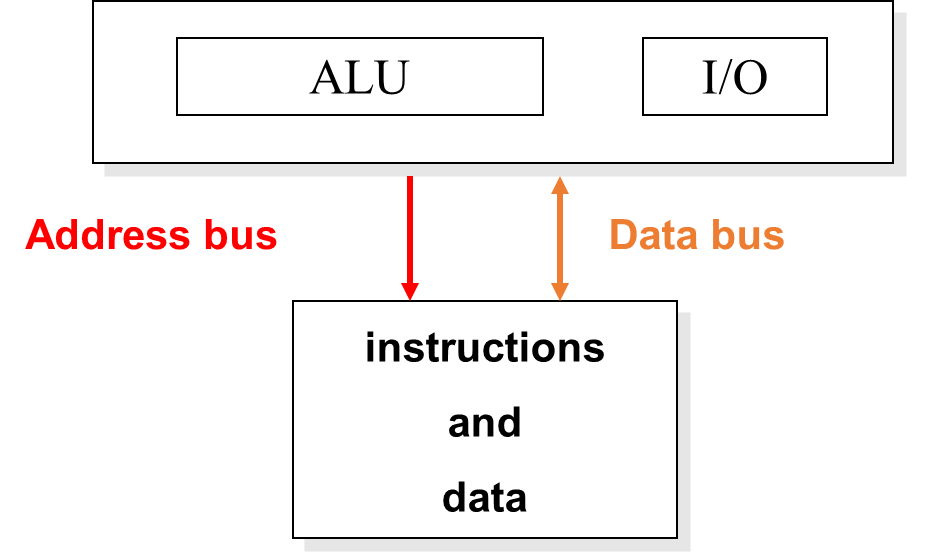 ALU
I/O
Address bus
Data bus
instructions
and
data